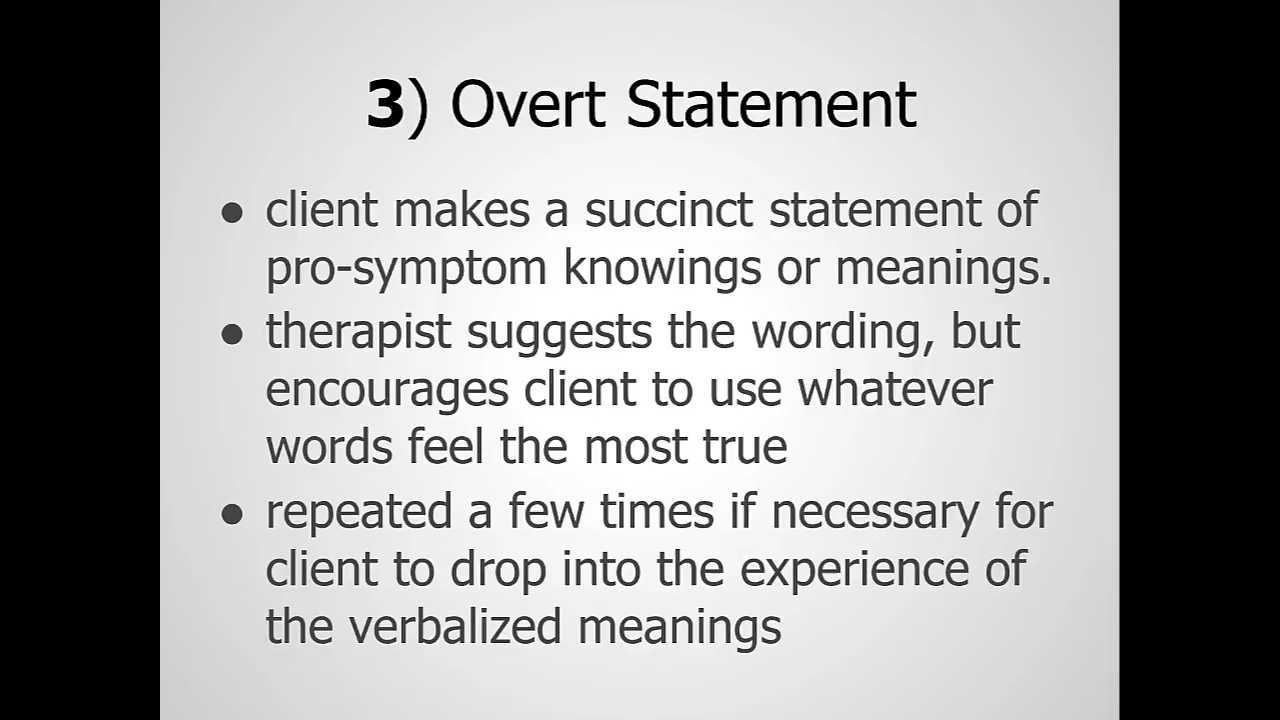 3) Overt Statement
● client makes a succinct statement of
pro-symptom knowings or meanings.
● therapist suggests the wording, but
encourages client to use whatever
words feel the most true
● repeated a few times if necessary for
client to drop into the experience of
the verbalized meanings